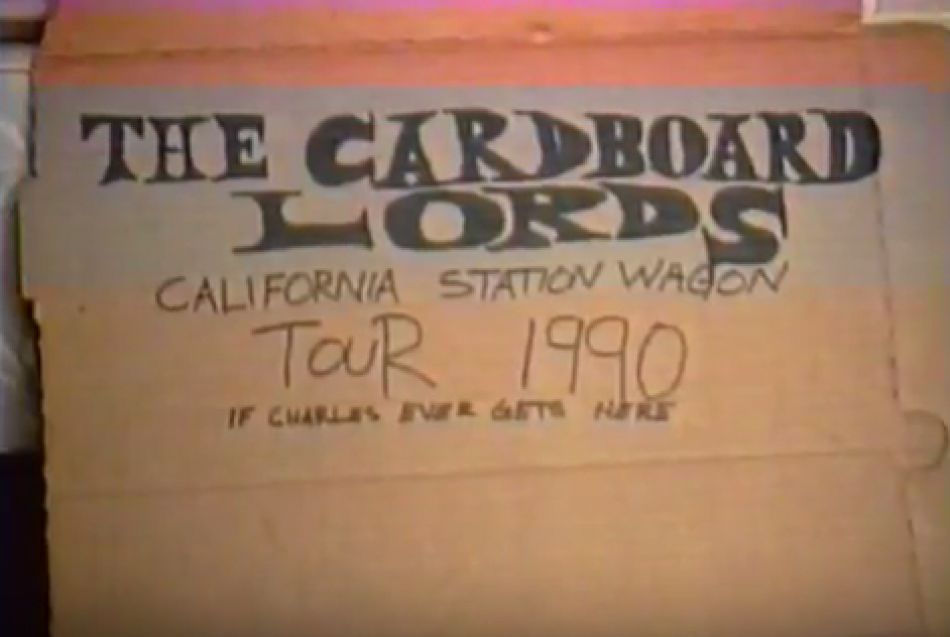 THE CARDBOARD
LORDS
CALIFORNIA STATION WAGON
TOUR 1990
IF CHARLES EVER GETS HERE